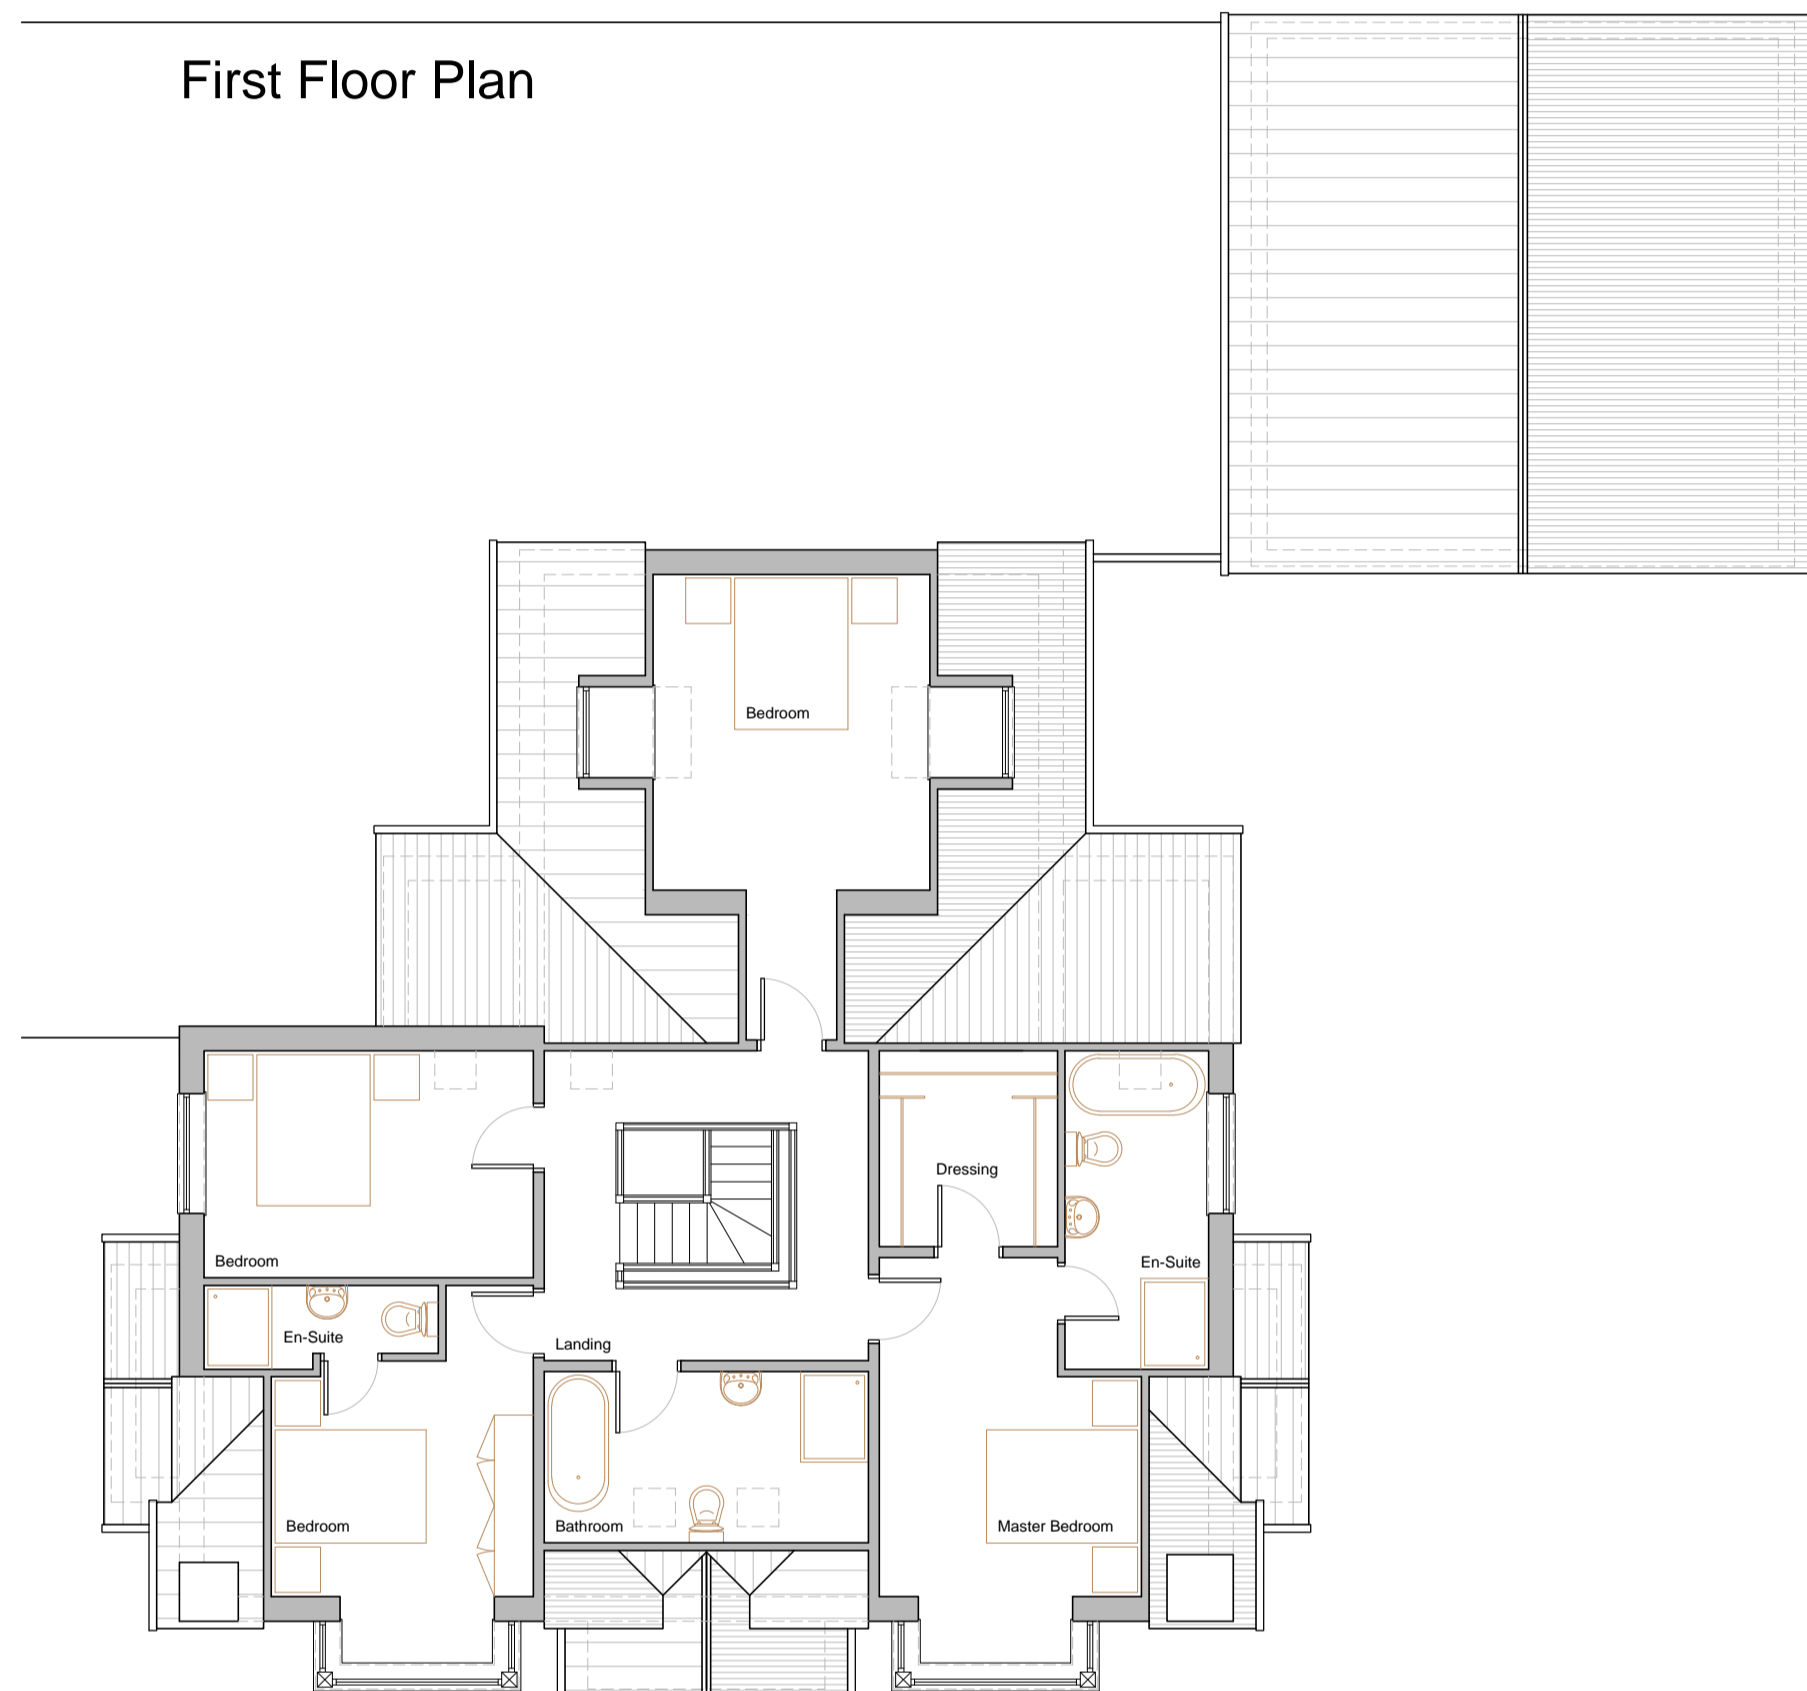 First Floor Plan
Bedroom
Dressing
Bedroom
En-Suite
En-Suite
Landing
Bedroom
Bathroom
Master Bedroom